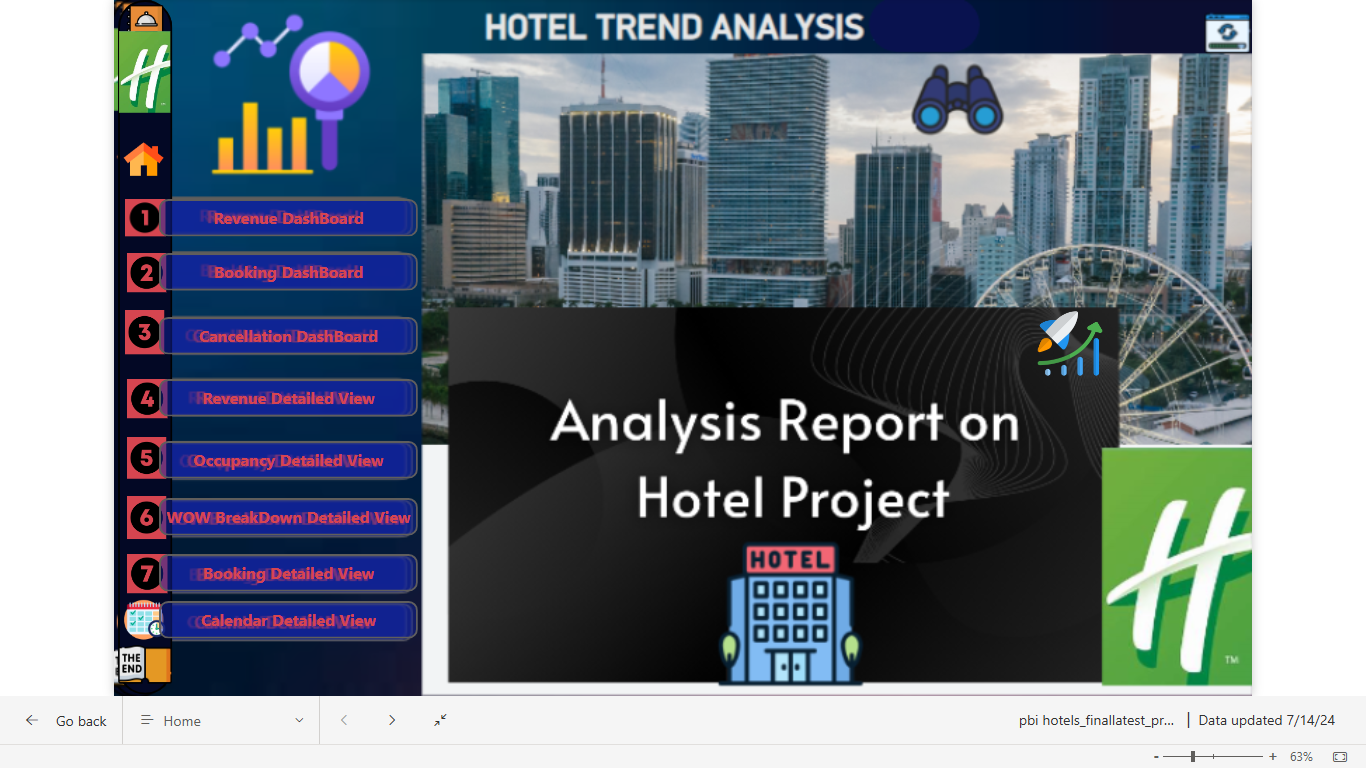 HOTEL TREND ANALYSIS
1
Revenue DashBoard
2
Booking DashBoard
3
Cancellation DashBoard
4
Revenue Detailed View
5
Occupancy Detailed View
6
WOW BreakDown Detailed View
7
Booking Detailed View
Calendar Detailed View
THE
END
Analysis Report on
Hotel Project
HOTEL
H
TM
Go back
Home
pbi hotels_finallatest_pr...
Data updated 7/14/24
- + 63%